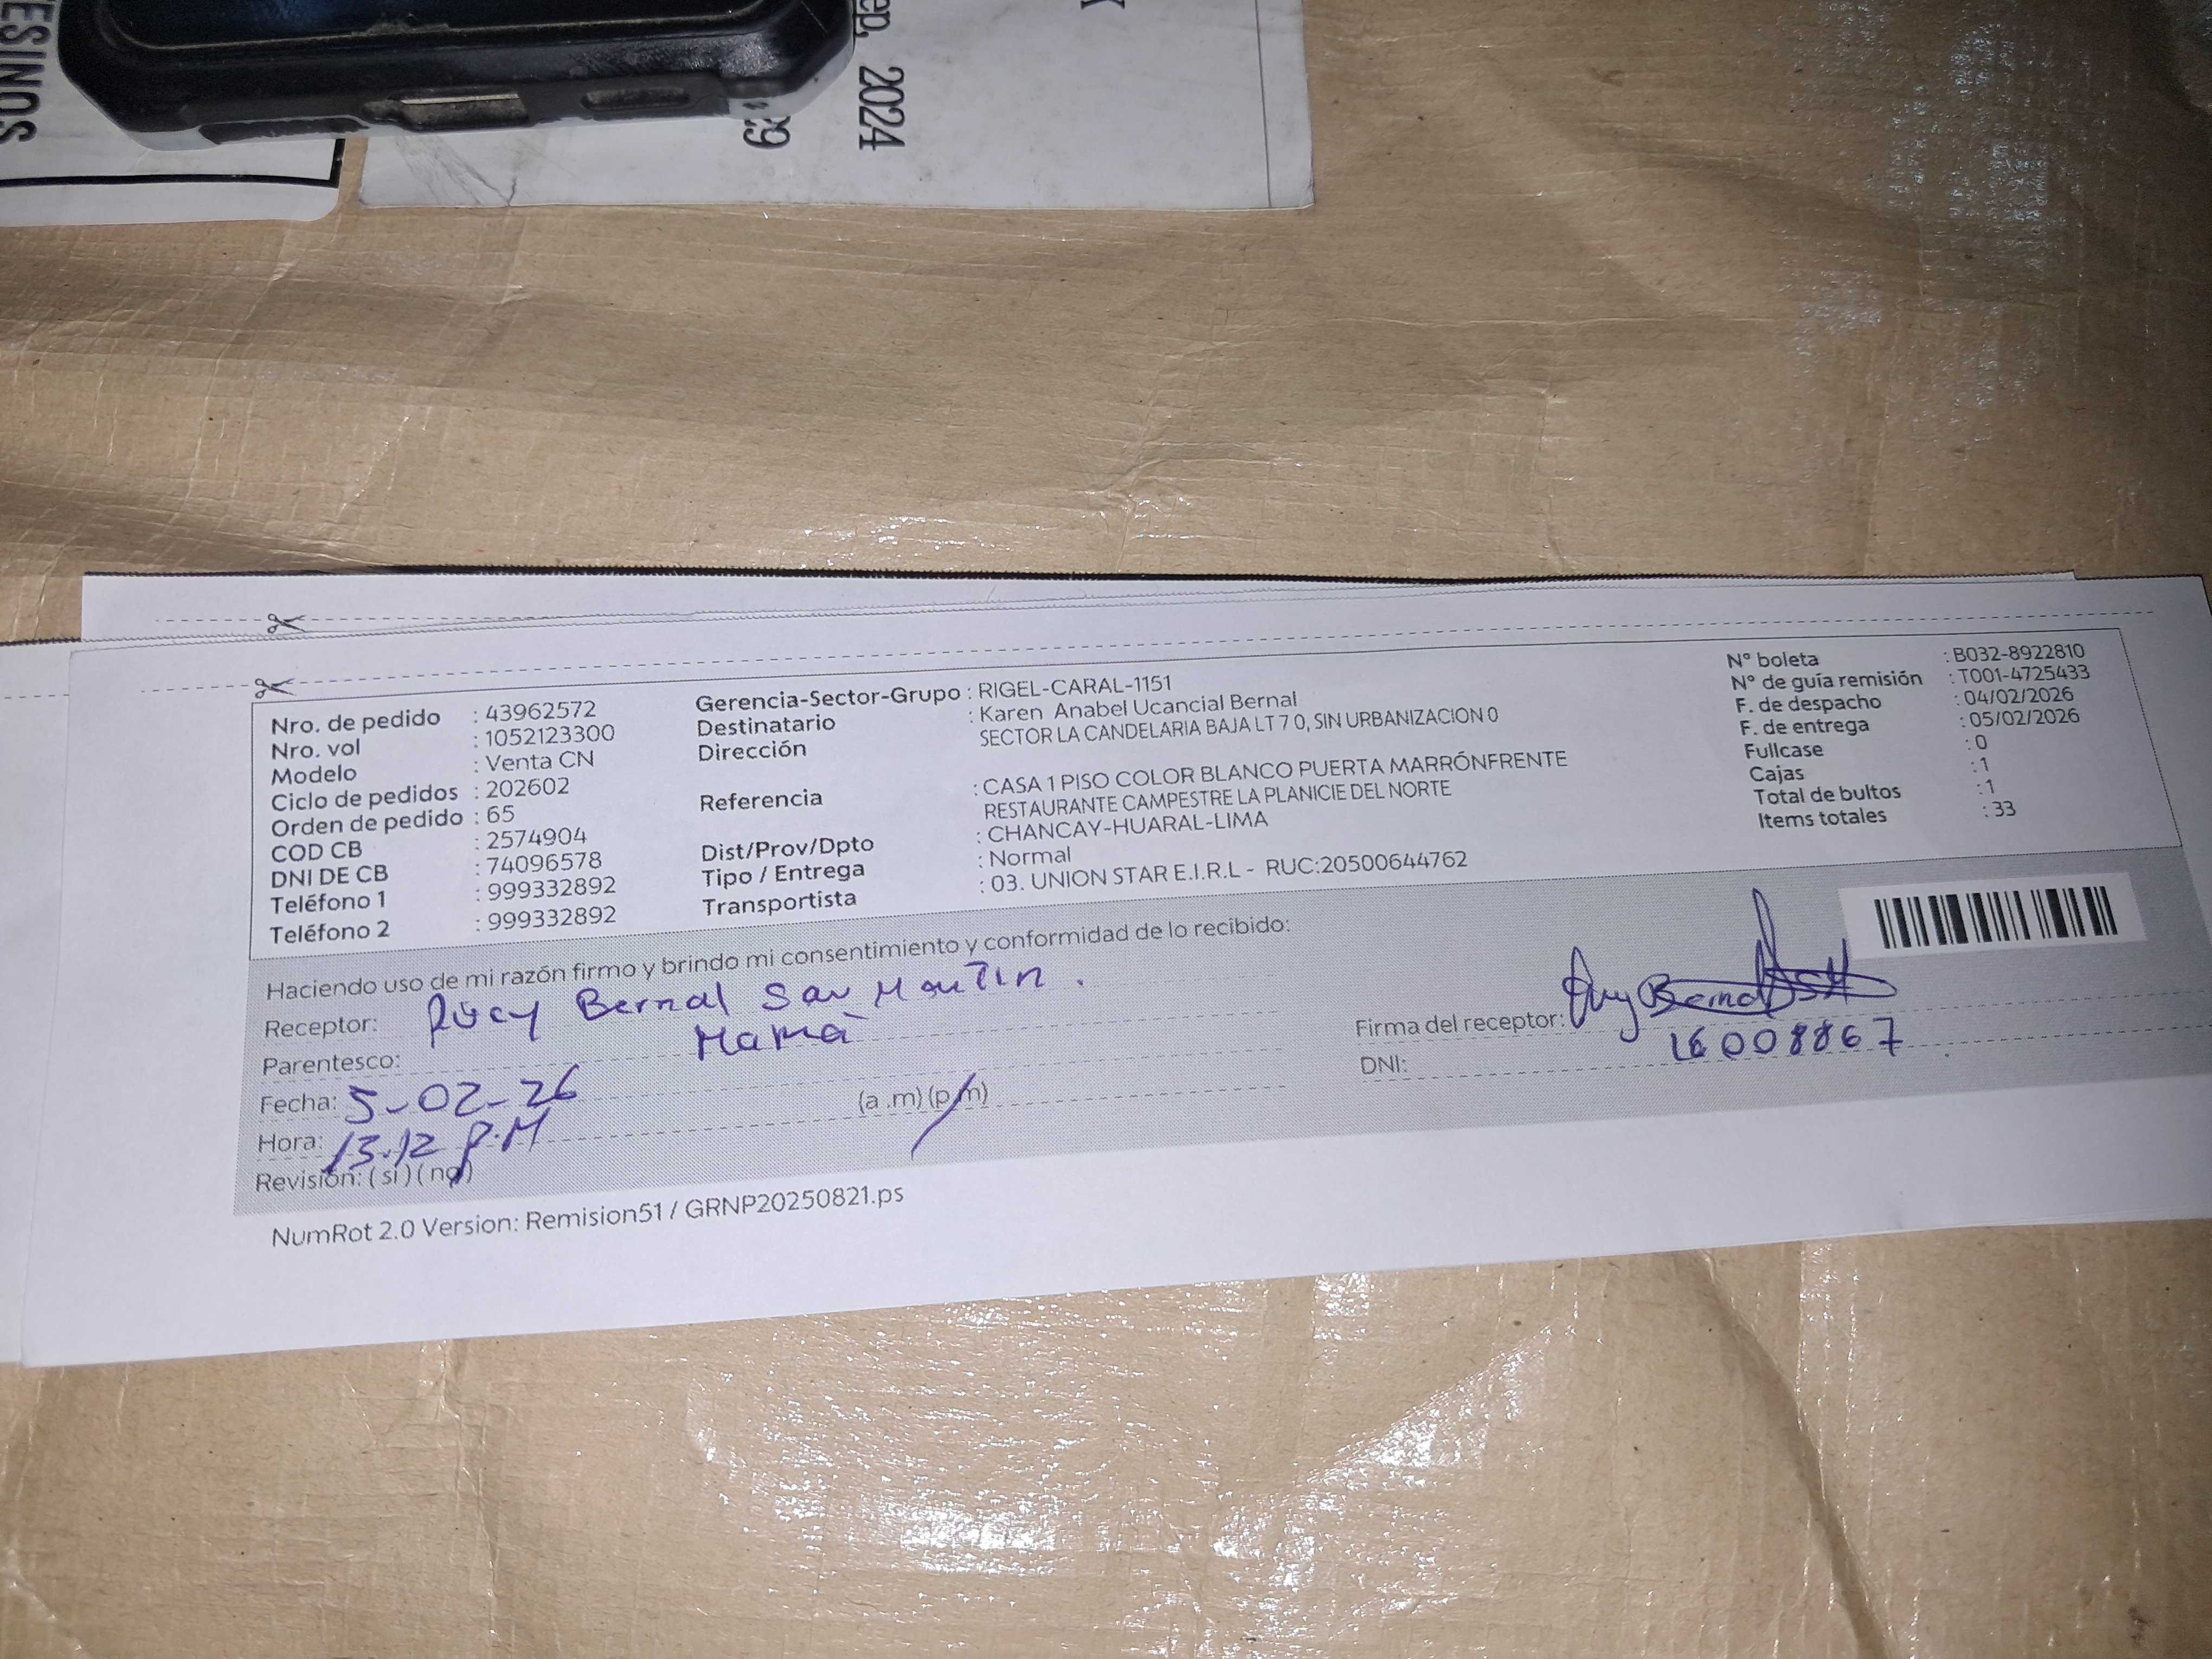 ESINOS
ep, 2024
29
Nro. de pedido : 43962572
Nro. vol : 1052123300
Modelo : Venta CN
Ciclo de pedidos : 202602
Orden de pedido : 65
COD CB : 2574904
DNI DE CB : 74096578
Teléfono 1 : 999332892
Teléfono 2 : 999332892
Gerencia-Sector-Grupo : RIGEL-CARAL-1151
Destinatario : Karen Anabel Ucancial Bernal
Dirección SECTOR LA CANDELARIA BAJA LT 7 0, SIN URBANIZACION 0
Referencia : CASA 1 PISO COLOR BLANCO PUERTA MARRÓNFRENTE
RESTAURANTE CAMPESTRE LA PLANICIE DEL NORTE
Dist/Prov/Dpto : CHANCAY-HUARAL-LIMA
Tipo / Entrega : Normal
Transportista : 03. UNION STAR E.I.R.L - RUC:20500644762
N° boleta : B032-8922810
N° de guía remisión : T001-4725433
F. de despacho : 04/02/2026
F. de entrega : 05/02/2026
Fullcase : 0
Cajas : 1
Total de bultos : 1
Items totales : 33
Haciendo uso de mi razón firmo y brindo mi consentimiento y conformidad de lo recibido:
Receptor: Bernal San Martin.
Parentesco: Mamá
Fecha: 5-02-26
Hora: 13.12 P.M (a .m) (p.m)
Revisión: ( si ) ( no)
Firma del receptor: Bernal
DNI: 16008867
NumRot 2.0 Version: Remision51 / GRNP20250821.ps